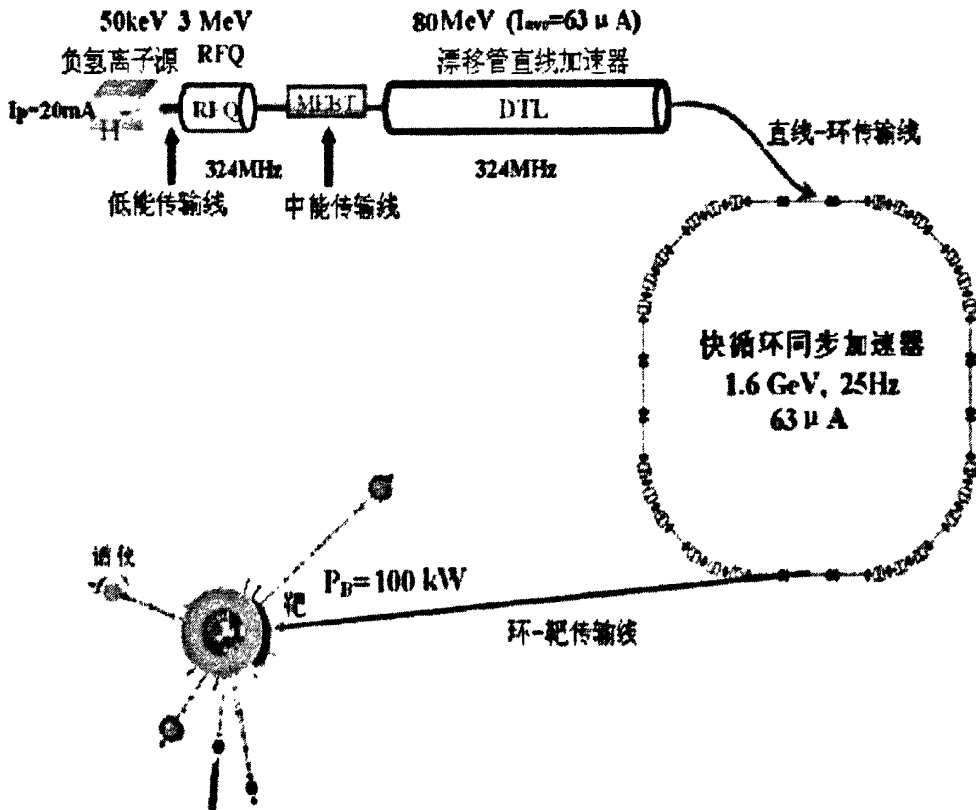 50keV 3 MeV
RFQ
80MeV (Iave=63 μ A)
负氢离子源
漂移管直线加速器
Ip=20mA
H⁻
RFQ
MEBT
DTL
直线-环传输线
324MHz
324MHz
低能传输线
中能传输线
快循环同步加速器
1.6 GeV, 25Hz
63 μ A
谱仪
靶
PB=100 kW
环-靶传输线